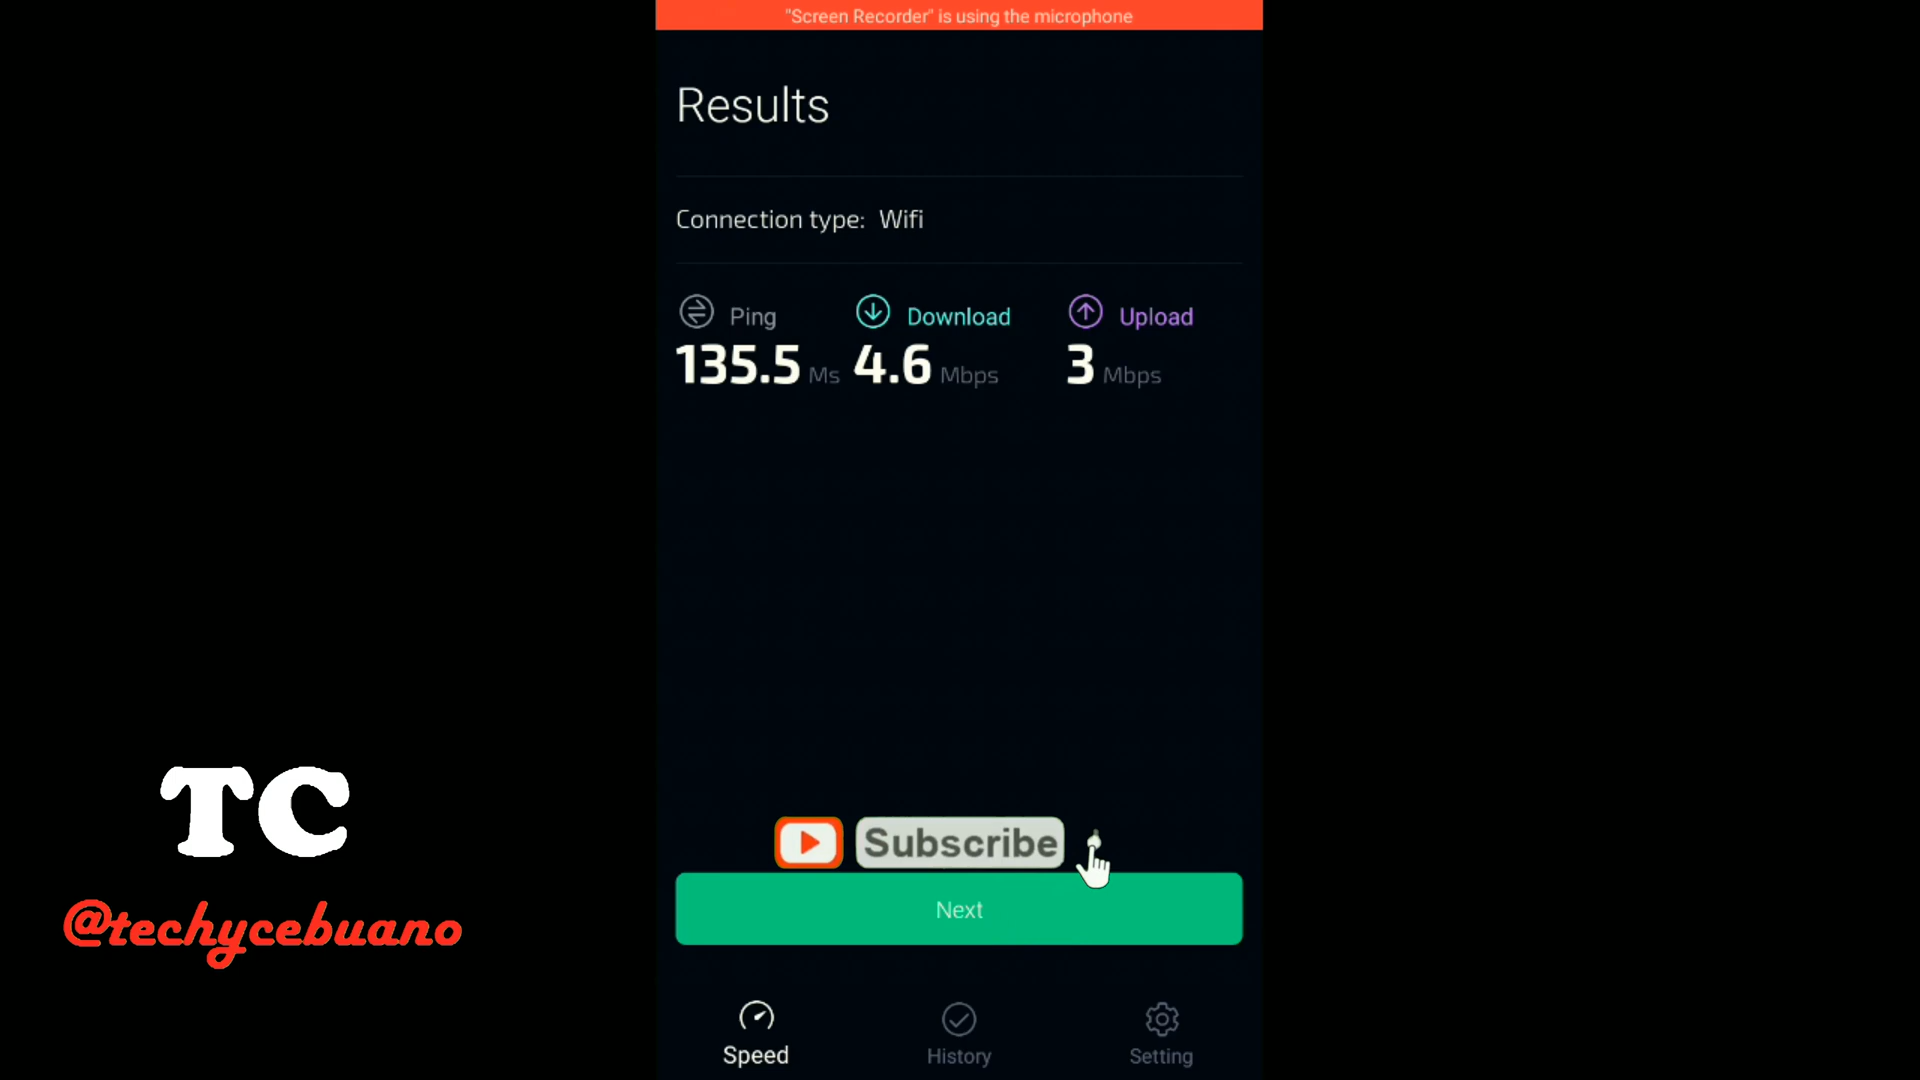 "Screen Recorder" is using the microphone
Results
Connection type: Wifi
Ping Download Upload
135.5 Ms 4.6 Mbps 3 Mbps
TC
@techycebuano
Subscribe
Next
Speed History Setting